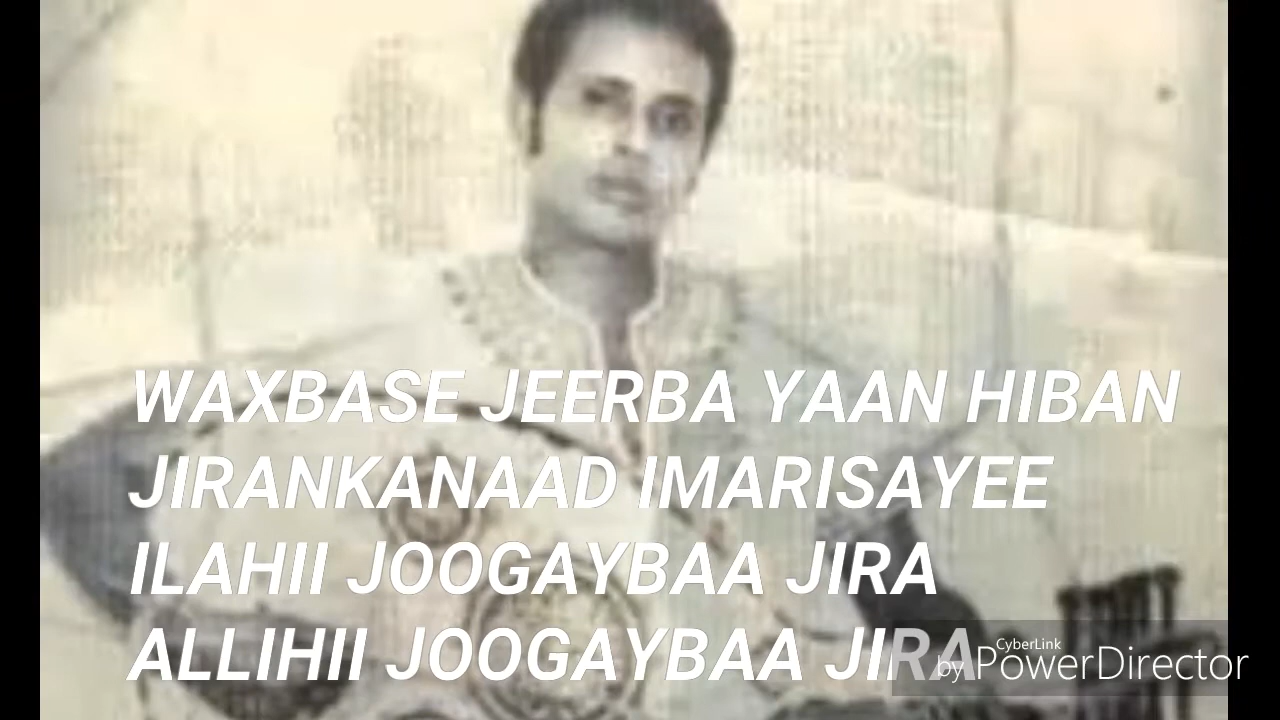 WAXBASE JEERBA YAAN HIBAN
JIRANKANAAD IMARISAYEE
ILAHII JOOGAYBAA JIRA
ALLIHII JOOGAYBAA JIRA
CyberLink
by PowerDirector